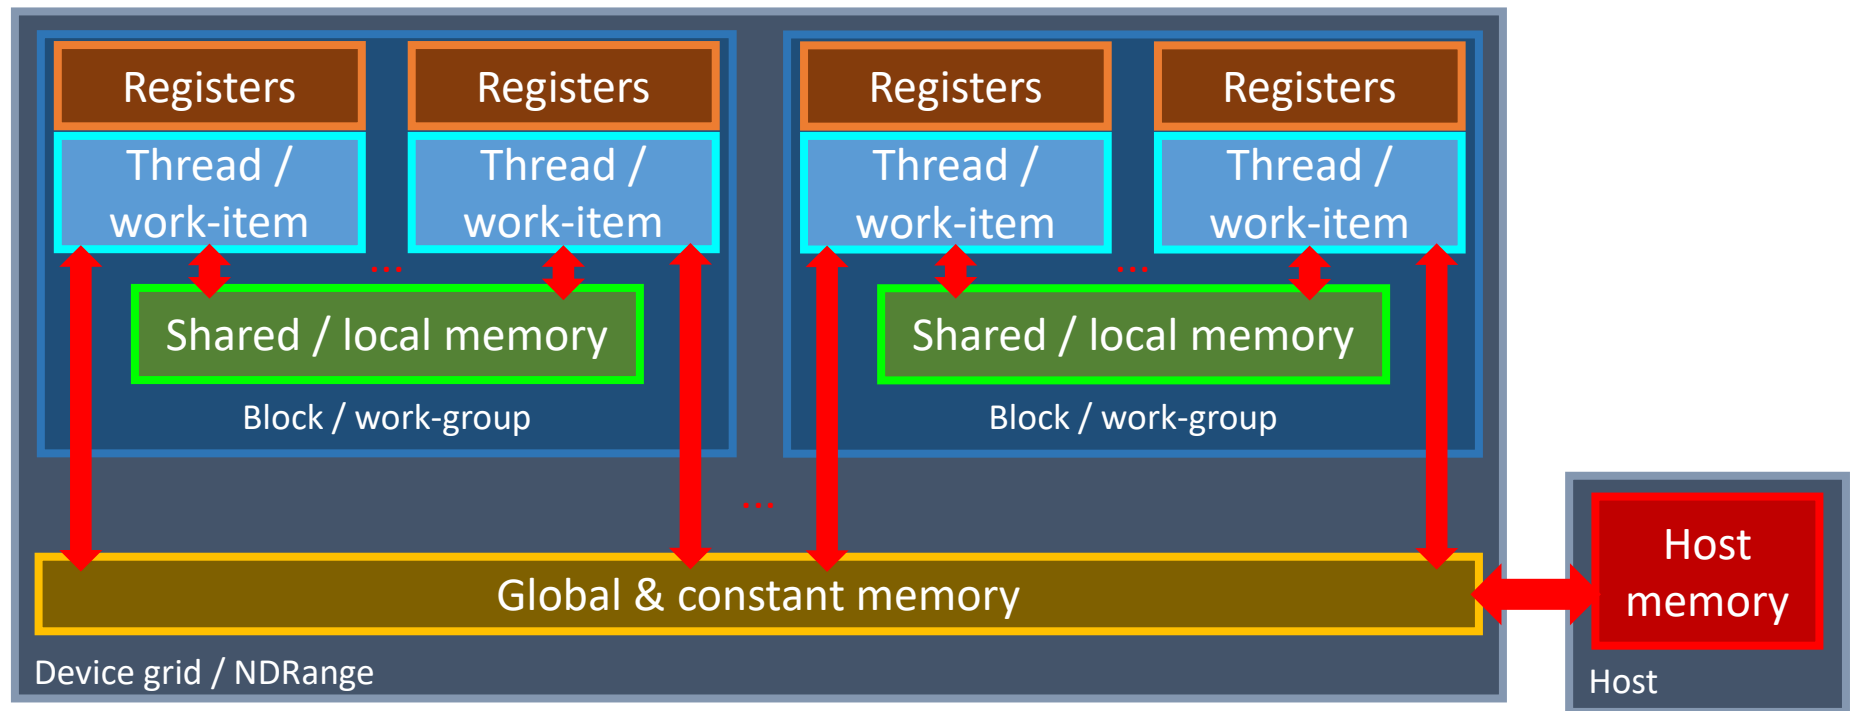 Registers
Registers
Registers
Registers
Thread /
work-item
Thread /
work-item
Thread /
work-item
Thread /
work-item
...
...
Shared / local memory
Shared / local memory
Block / work-group
Block / work-group
...
Global & constant memory
Device grid / NDRange
Host
memory
Host